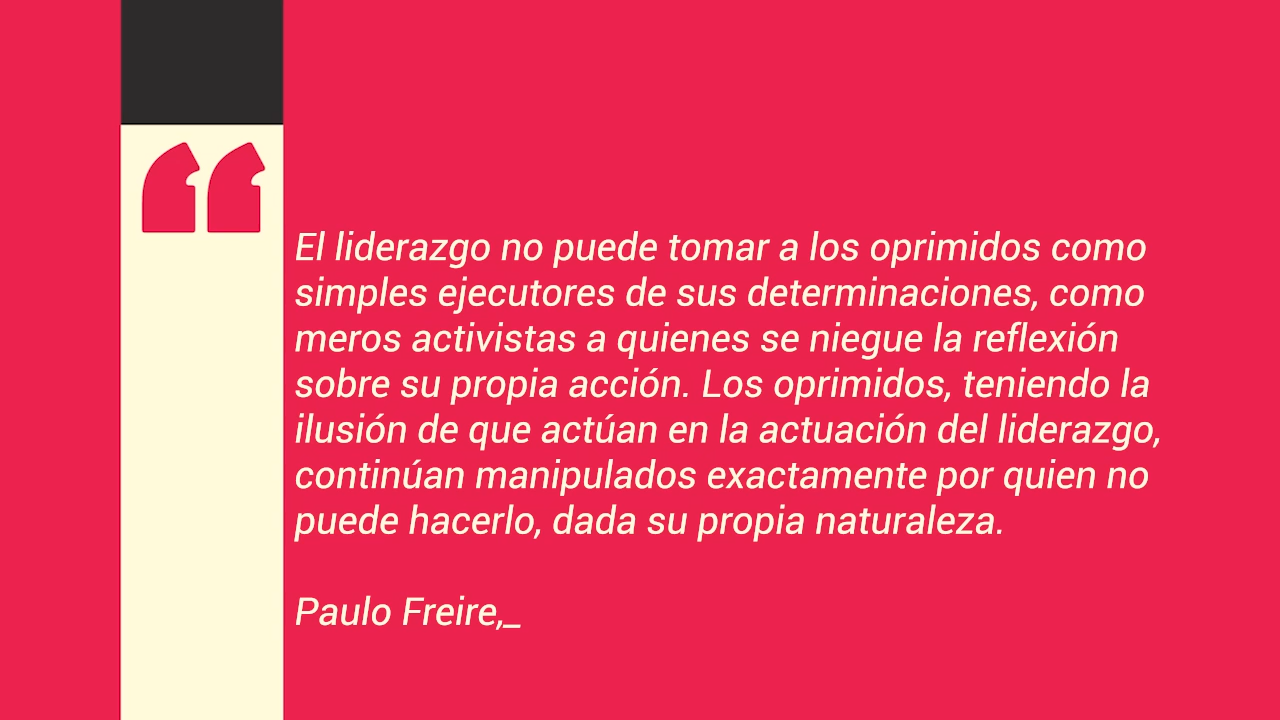 “
El liderazgo no puede tomar a los oprimidos como
simples ejecutores de sus determinaciones, como
meros activistas a quienes se niegue la reflexión
sobre su propia acción. Los oprimidos, teniendo la
ilusión de que actúan en la actuación del liderazgo,
continúan manipulados exactamente por quien no
puede hacerlo, dada su propia naturaleza.
Paulo Freire,_